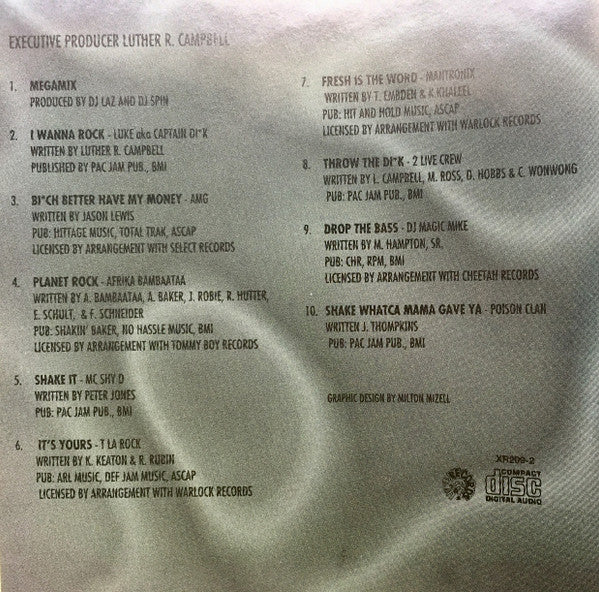 EXECUTIVE PRODUCER LUTHER R. CAMPBELL
1. MEGAMIX
PRODUCED BY DJ LAZ AND DJ SPIN
2. I WANNA ROCK - LUKE aka CAPTAIN DI*K
WRITTEN BY LUTHER R. CAMPBELL
PUBLISHED BY PAC JAM PUB., BMI
3. BI*CH BETTER HAVE MY MONEY - AMG
WRITTEN BY JASON LEWIS
PUB: HITTAGE MUSIC, TOTAL TRAK, ASCAP
LICENSED BY ARRANGEMENT WITH SELECT RECORDS
4. PLANET ROCK - AFRIKA BAMBAATAA
WRITTEN BY A. BAMBAATAA, A. BAKER, J. ROBIE, R. HUTTER,
E. SCHULT, & F. SCHNEIDER
PUB: SHAKIN' BAKER, NO HASSLE MUSIC, BMI
LICENSED BY ARRANGEMENT WITH TOMMY BOY RECORDS
5. SHAKE IT - MC SHY D
WRITTEN BY PETER JONES
PUB: PAC JAM PUB., BMI
6. IT'S YOURS - T LA ROCK
WRITTEN BY K. KEATON & R. RUBIN
PUB: ARL MUSIC, DEF JAM MUSIC, ASCAP
LICENSED BY ARRANGEMENT WITH WARLOCK RECORDS
7. FRESH IS THE WORD - MANTRONIX
WRITTEN BY T. EMBDEN & K KHALEEL
PUB: HIT AND HOLD MUSIC, ASCAP
LICENSED BY ARRANGEMENT WITH WARLOCK RECORDS
8. THROW THE DI*K - 2 LIVE CREW
WRITTEN BY L. CAMPBELL, M. ROSS, D. HOBBS & C. WONWONG
PUB: PAC JAM PUB., BMI
9. DROP THE BASS - DJ MAGIC MIKE
WRITTEN BY M. HAMPTON, SR.
PUB: CHR, RPM, BMI
LICENSED BY ARRANGEMENT WITH CHEETAH RECORDS
10. SHAKE WHATCA MAMA GAVE YA - POISON CLAN
WRITTEN J. THOMPKINS
PUB: PAC JAM PUB., BMI
GRAPHIC DESIGN BY MILTON MIZELL
XR209-2
COMPACT
disc
DIGITAL AUDIO